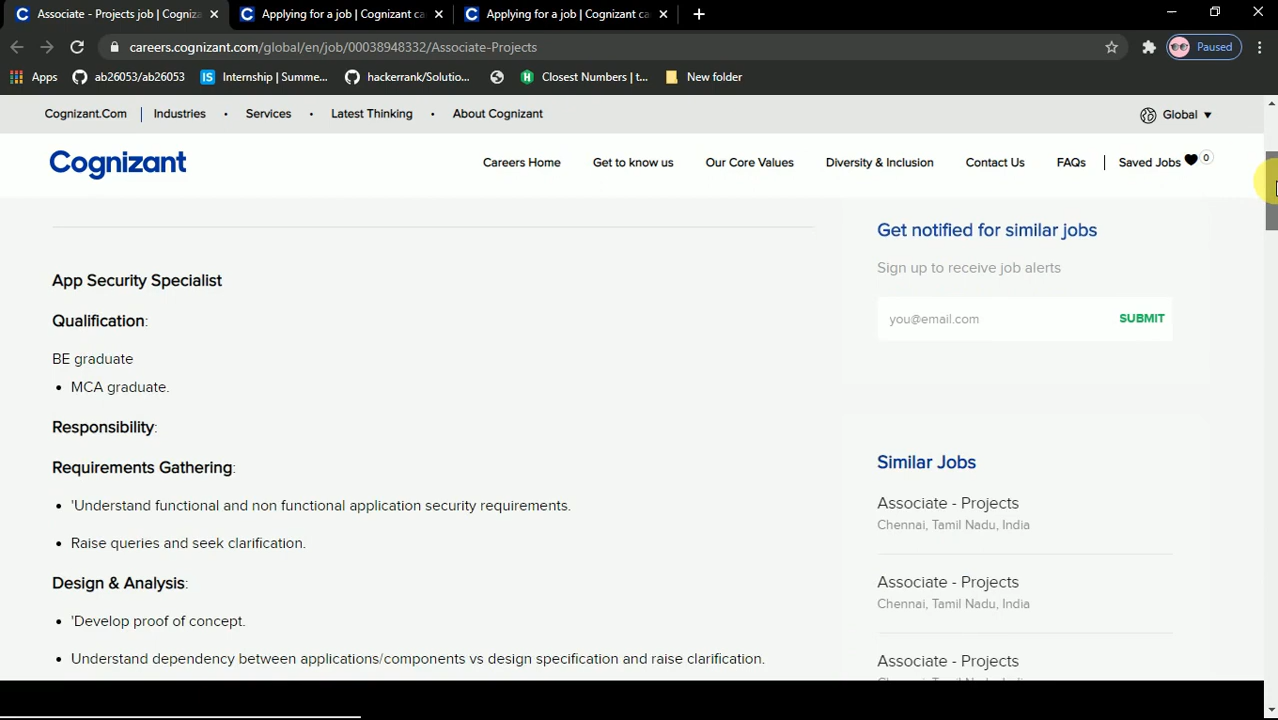 Associate - Projects job | Cogniza
Applying for a job | Cognizant ca
Applying for a job | Cognizant ca
careers.cognizant.com/global/en/job/00038948332/Associate-Projects
Paused
Apps
ab26053/ab26053
IS
Internship | Summe...
hackerrank/Solutio...
Closest Numbers | t...
New folder
Cognizant.Com
Industries
Services
Latest Thinking
About Cognizant
Global
Cognizant
Careers Home
Get to know us
Our Core Values
Diversity & Inclusion
Contact Us
FAQs
Saved Jobs 0
App Security Specialist
Qualification:
BE graduate
• MCA graduate.
Responsibility:
Requirements Gathering:
• 'Understand functional and non functional application security requirements.
• Raise queries and seek clarification.
Design & Analysis:
• 'Develop proof of concept.
• Understand dependency between applications/components vs design specification and raise clarification.
Get notified for similar jobs
Sign up to receive job alerts
you@email.com
SUBMIT
Similar Jobs
Associate - Projects
Chennai, Tamil Nadu, India
Associate - Projects
Chennai, Tamil Nadu, India
Associate - Projects